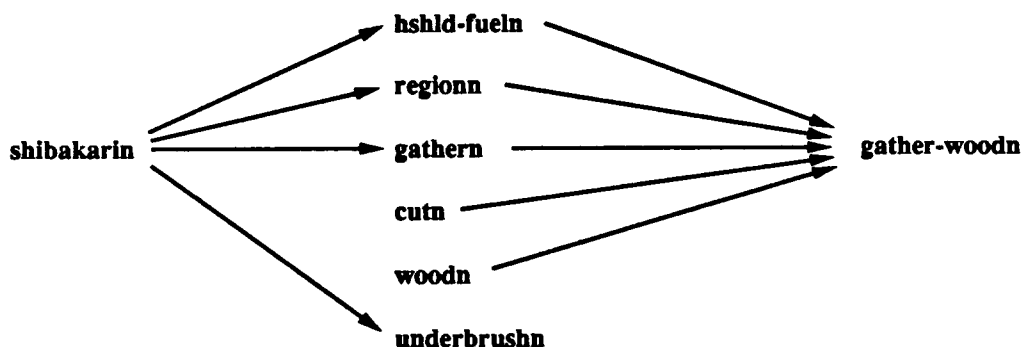 hshld-fueln
regionn
shibakarin
gathern
gather-woodn
cutn
woodn
underbrushn